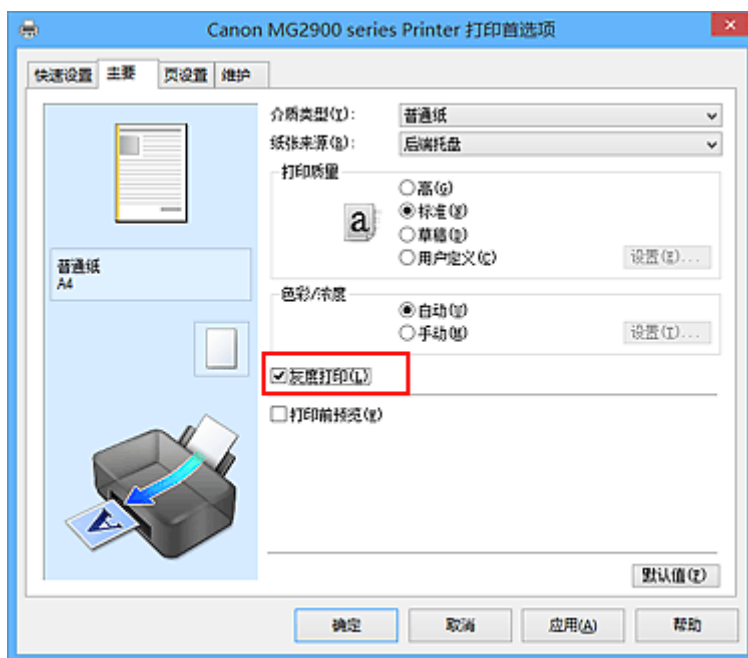 Canon MG2900 series Printer 打印首选项
快速设置 主要 页设置 维护
介质类型(Y): 普通纸
纸张来源(R): 后端托盘
打印质量
高(G)
a
标准(S)
草稿(D)
用户定义(C) 设置(E)...
普通纸
A4
色彩/浓度
自动(U)
手动(M) 设置(T)...
灰度打印(L)
打印前预览(W)
A
默认值(F)
确定 取消 应用(A) 帮助